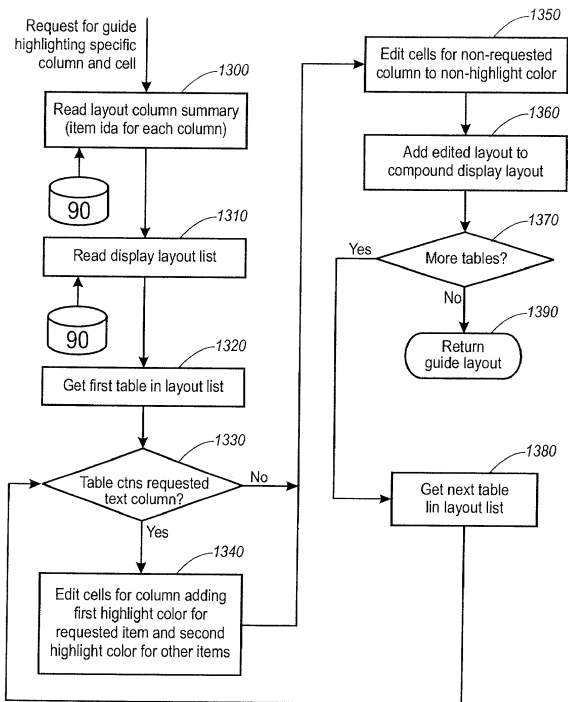 Request for guide
highlighting specific
column and cell
1300
Read layout column summary
(item ida for each column)
90
1310
Read display layout list
90
1320
Get first table in layout list
1330
Table ctns requested
text column?
No
Yes
1340
Edit cells for column adding
first highlight color for
requested item and second
highlight color for other items
1350
Edit cells for non-requested
column to non-highlight color
1360
Add edited layout to
compound display layout
1370
More tables?
Yes
No
1390
Return
guide layout
1380
Get next table
lin layout list